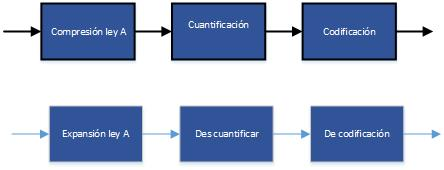 Compresión ley A
Cuantificación
Codificación
Expansión ley A
Des cuantificar
De codificación